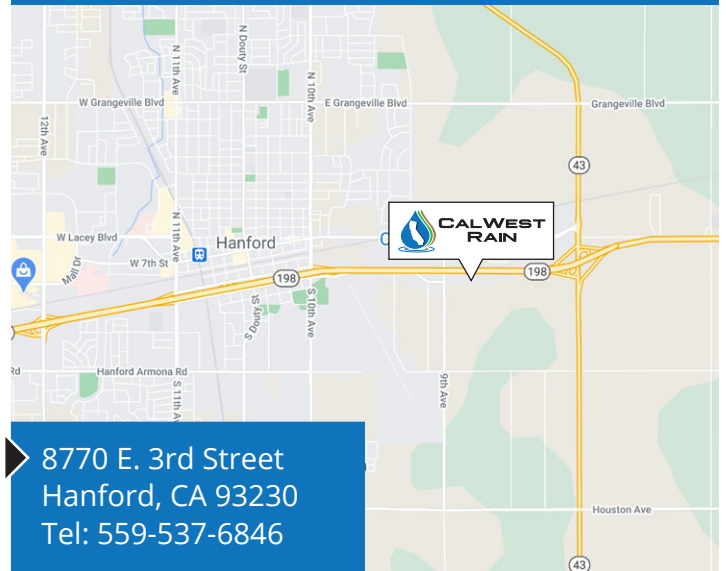 N 11th Ave
N Douty St
N 10th Ave
W Grangeville Blvd
E Grangeville Blvd
Grangeville Blvd
12th Ave
43
CALWEST
RAIN
W Lacey Blvd
N 11th Ave
Hanford
C
Mall Dr
W 7th St
198
198
S Douty St
S 10th Ave
Rd
Hanford Armona Rd
S 11th Av
9th Ave
8770 E. 3rd Street
Hanford, CA 93230
Tel: 559-537-6846
Houston Ave
43